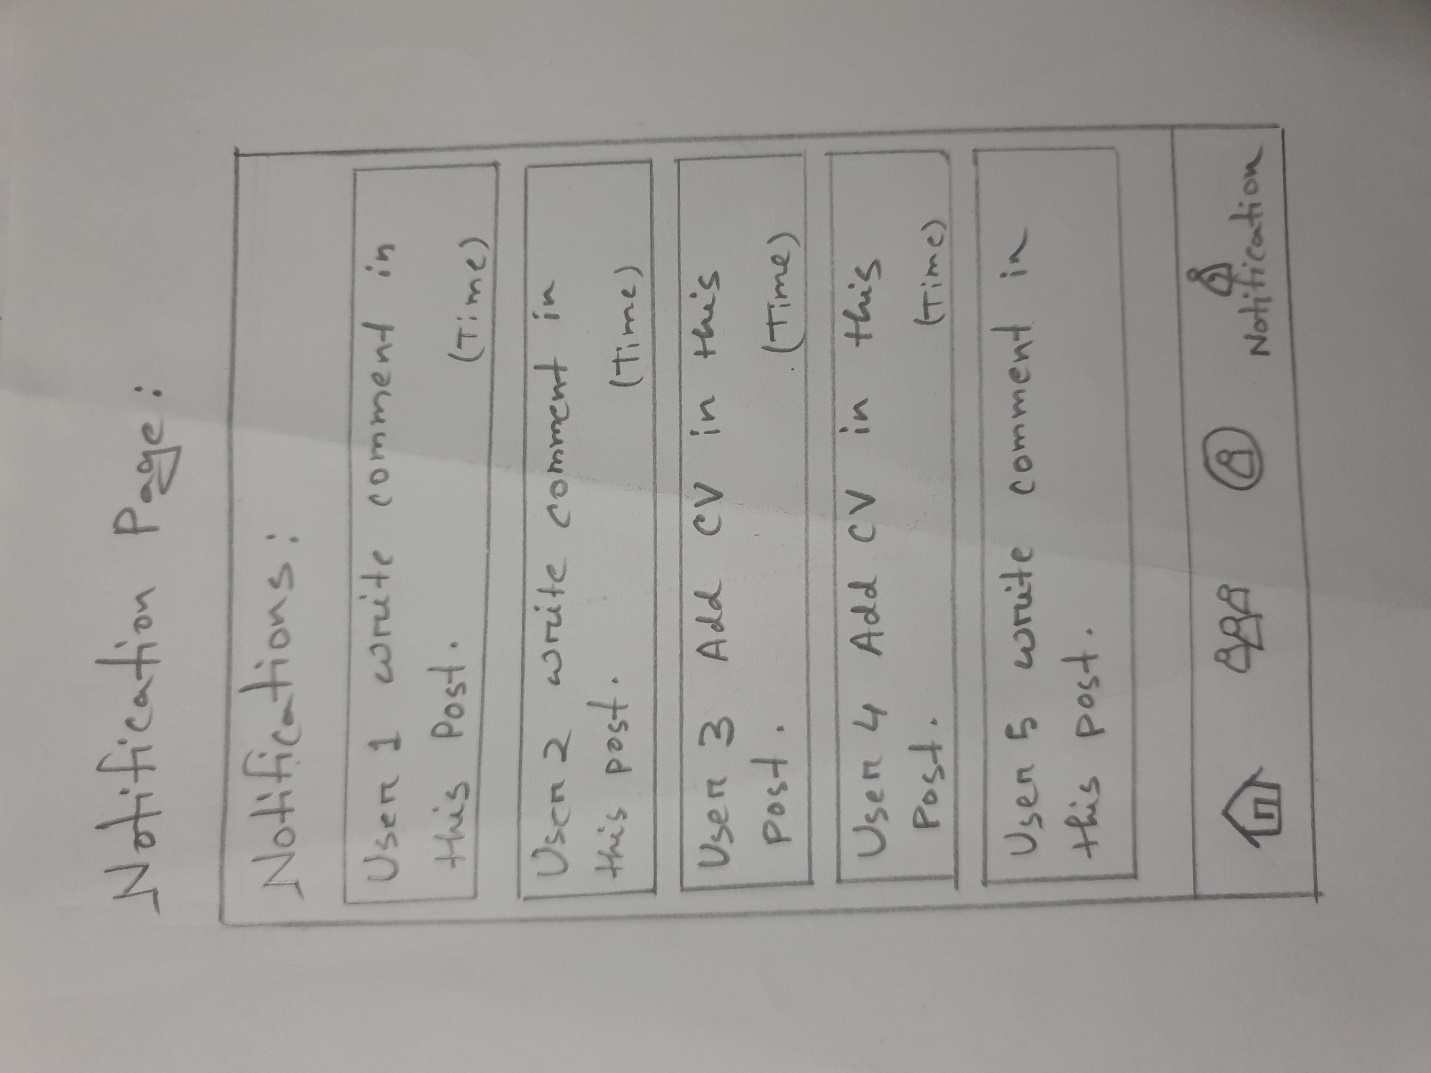 Notification Page:
Notifications:
User 1 write comment in
this Post.
(Time)
User 2 write comment in
this post.
(Time)
User 3 Add CV in this
post.
(Time)
User 4 Add CV in this
Post.
(Time)
User 5 write comment in
this post.
Notification